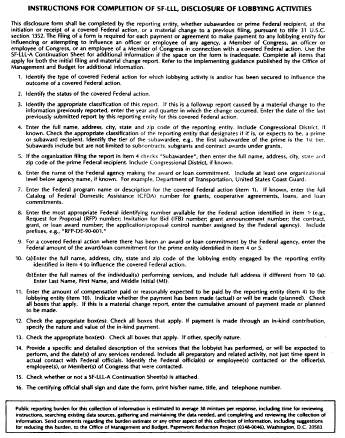 INSTRUCTIONS FOR COMPLETION OF SF-LLL, DISCLOSURE OF LOBBYING ACTIVITIES
This disclosure form shall be completed by the reporting entity, whether subawardee or prime Federal recipient, at the
initiation or receipt of a covered Federal action, or a material change to a previous filing, pursuant to title 31 U.S.C.
section 1352. The filing of a form is required for each payment or agreement to make payment to any lobbying entity for
influencing or attempting to influence an officer or employee of any agency, a Member of Congress, an officer or
employee of Congress, or an employee of a Member of Congress in connection with a covered Federal action. Use the
SF-LLL-A Continuation Sheet for additional information if the space on the form is inadequate. Complete all items that
apply for both the initial filing and material change report. Refer to the implementing guidance published by the Office of
Management and Budget for additional information.
1. Identify the type of covered Federal action for which lobbying activity is and/or has been secured to influence the
outcome of a covered Federal action.
2. Identify the status of the covered Federal action.
3. Identify the appropriate classification of this report. If this is a followup report caused by a material change to the
information previously reported, enter the year and quarter in which the change occurred. Enter the date of the last
previously submitted report by this reporting entity for this covered Federal action.
4. Enter the full name, address, city, state and zip code of the reporting entity. Include Congressional District, if
known. Check the appropriate classification of the reporting entity that designates if it is, or expects to be, a prime
or subaward recipient. Identify the tier of the subawardee, e.g., the first subawardee of the prime is the 1st tier.
Subawards include but are not limited to subcontracts, subgrants and contract awards under grants.
5. If the organization filing the report in item 4 checks "Subawardee", then enter the full name, address, city, state and
zip code of the prime Federal recipient. Include Congressional District, if known.
6. Enter the name of the Federal agency making the award or loan commitment. Include at least one organizational
level below agency name, if known. For example, Department of Transportation, United States Coast Guard.
7. Enter the Federal program name or description for the covered Federal action (item 1). If known, enter the full
Catalog of Federal Domestic Assistance (CFDA) number for grants, cooperative agreements, loans, and loan
commitments.
8. Enter the most appropriate Federal identifying number available for the Federal action identified in item 1 (e.g.,
Request for Proposal (RFP) number; Invitation for Bid (IFB) number; grant announcement number; the contract,
grant, or loan award number; the application/proposal control number assigned by the Federal agency). Include
prefixes, e.g., "RFP-DE-90-001."
9. For a covered Federal action where there has been an award or loan commitment by the Federal agency, enter the
Federal amount of the award/loan commitment for the prime entity identified in item 4 or 5.
10. (a)Enter the full name, address, city, state and zip code of the lobbying entity engaged by the reporting entity
identified in item 4 to influence the covered Federal action.
(b)Enter the full names of the individual(s) performing services, and include full address if different from 10 (a).
Enter Last Name, First Name, and Middle Initial (MI).
11. Enter the amount of compensation paid or reasonably expected to be paid by the reporting entity (item 4) to the
lobbying entity (item 10). Indicate whether the payment has been made (actual) or will be made (planned). Check
all boxes that apply. If this is a material change report, enter the cumulative amount of payment made or planned
to be made.
12. Check the appropriate box(es). Check all boxes that apply. If payment is made through an in-kind contribution,
specify the nature and value of the in-kind payment.
13. Check the appropriate box(es). Check all boxes that apply. If other, specify nature.
14. Provide a specific and detailed description of the services that the lobbyist has performed, or will be expected to
perform, and the date(s) of any services rendered. Include all preparatory and related activity, not just time spent in
actual contact with Federal officials. Identify the Federal official(s) or employee(s) contacted or the officer(s),
employee(s), or Member(s) of Congress that were contacted.
15. Check whether or not a SF-LLL-A Continuation Sheet(s) is attached.
16. The certifying official shall sign and date the form, print his/her name, title, and telephone number.
Public reporting burden for this collection of information is estimated to average 30 mintues per response, including time for reviewing
instructions, searching existing data sources, gathering and maintaining the data needed, and completing and reviewing the collection of
information. Send comments regarding the burden estimate or any other aspect of this collection of information, including suggestions
for reducing this burden, to the Office of Management and Budget, Paperwork Reduction Project (0348-0046), Washington, D.C. 20503